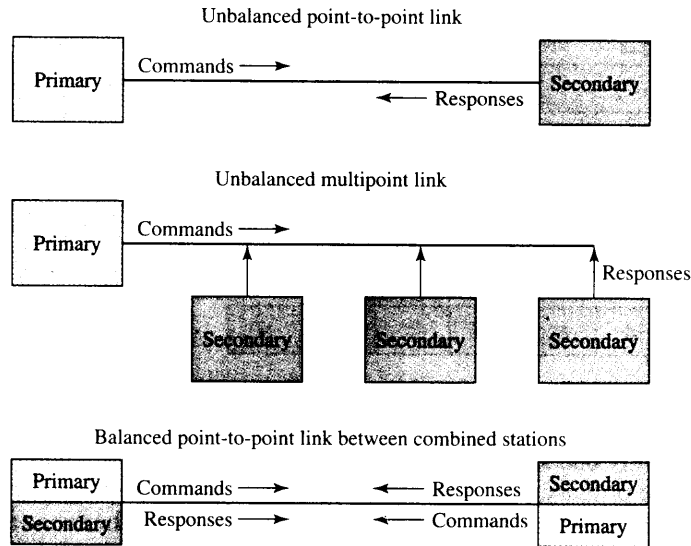 Unbalanced point-to-point link
Primary
Commands
Responses
Secondary
Unbalanced multipoint link
Primary
Commands
Responses
Secondary
Secondary
Secondary
Balanced point-to-point link between combined stations
Primary
Secondary
Commands
Responses
Responses
Commands
Secondary
Primary